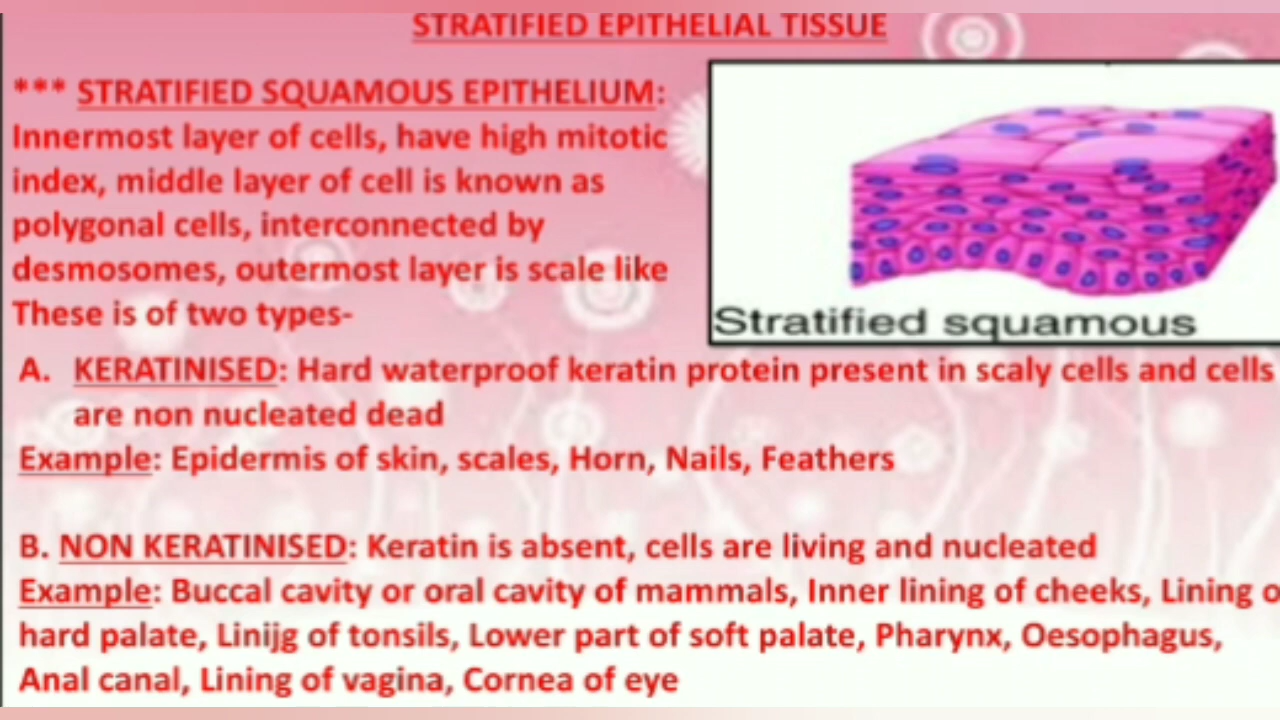 STRATIFIED EPITHELIAL TISSUE
*** STRATIFIED SQUAMOUS EPITHELIUM:
Innermost layer of cells, have high mitotic
index, middle layer of cell is known as
polygonal cells, interconnected by
desmosomes, outermost layer is scale like
These is of two types-
Stratified squamous
A. KERATINISED: Hard waterproof keratin protein present in scaly cells and cells
are non nucleated dead
Example: Epidermis of skin, scales, Horn, Nails, Feathers
B. NON KERATINISED: Keratin is absent, cells are living and nucleated
Example: Buccal cavity or oral cavity of mammals, Inner lining of cheeks, Lining o
hard palate, Linijg of tonsils, Lower part of soft palate, Pharynx, Oesophagus,
Anal canal, Lining of vagina, Cornea of eye